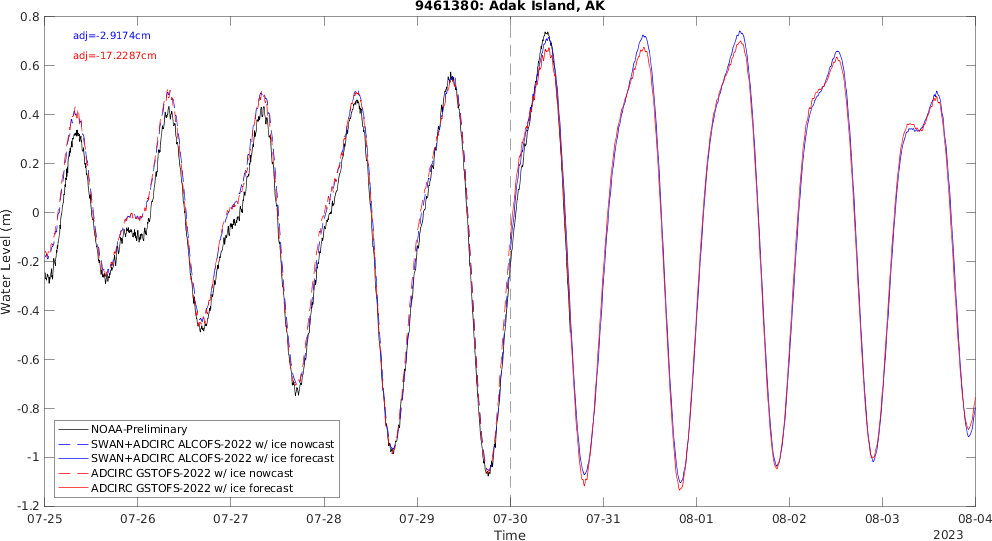 9461380: Adak Island, AK
adj=-2.9174cm
adj=-17.2287cm
0.8
0.6
0.4
0.2
0
-0.2
-0.4
-0.6
-0.8
-1
-1.2
Water Level (m)
NOAA-Preliminary
SWAN+ADCIRC ALCOFS-2022 w/ ice nowcast
SWAN+ADCIRC ALCOFS-2022 w/ ice forecast
ADCIRC GSTOFS-2022 w/ ice nowcast
ADCIRC GSTOFS-2022 w/ ice forecast
07-25 07-26 07-27 07-28 07-29 07-30 07-31 08-01 08-02 08-03 08-04
Time
2023